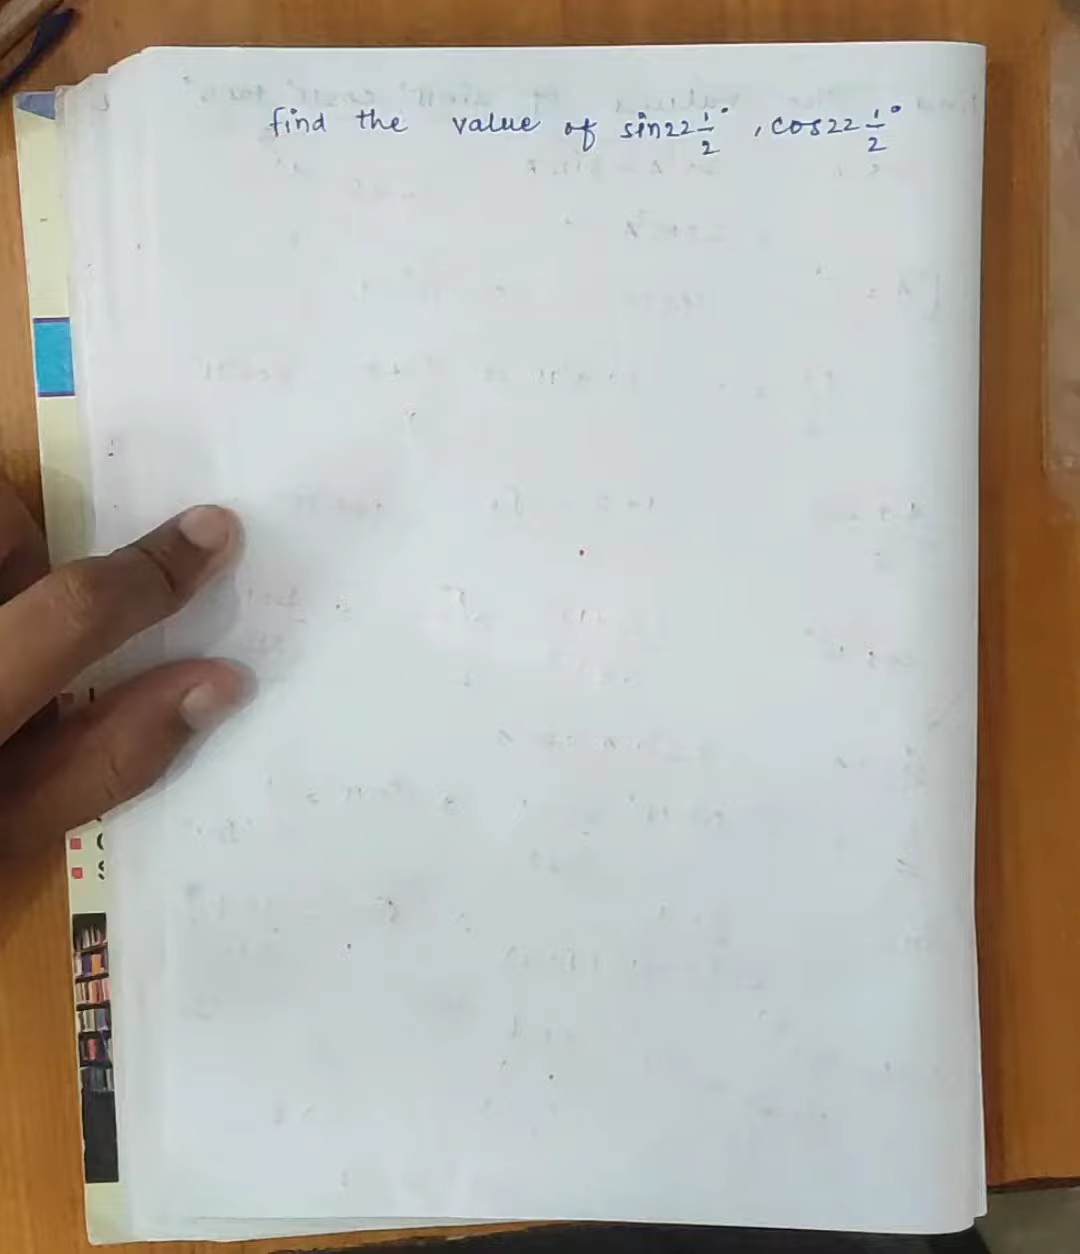 find the value of sin22½°, cos22½°